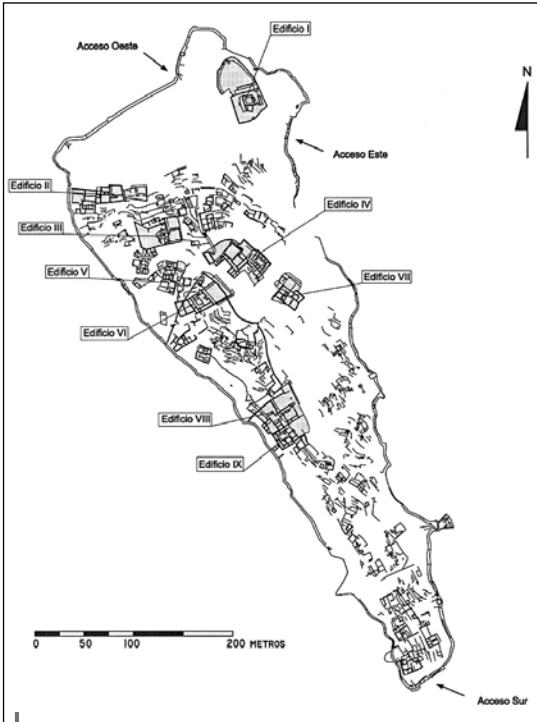 Edificio I
Acceso Oeste
N
Acceso Este
Edificio II
Edificio IV
Edificio III
Edificio V
Edificio VII
Edificio VI
Edificio VIII
Edificio IX
0 50 100 200 METROS
Acceso Sur